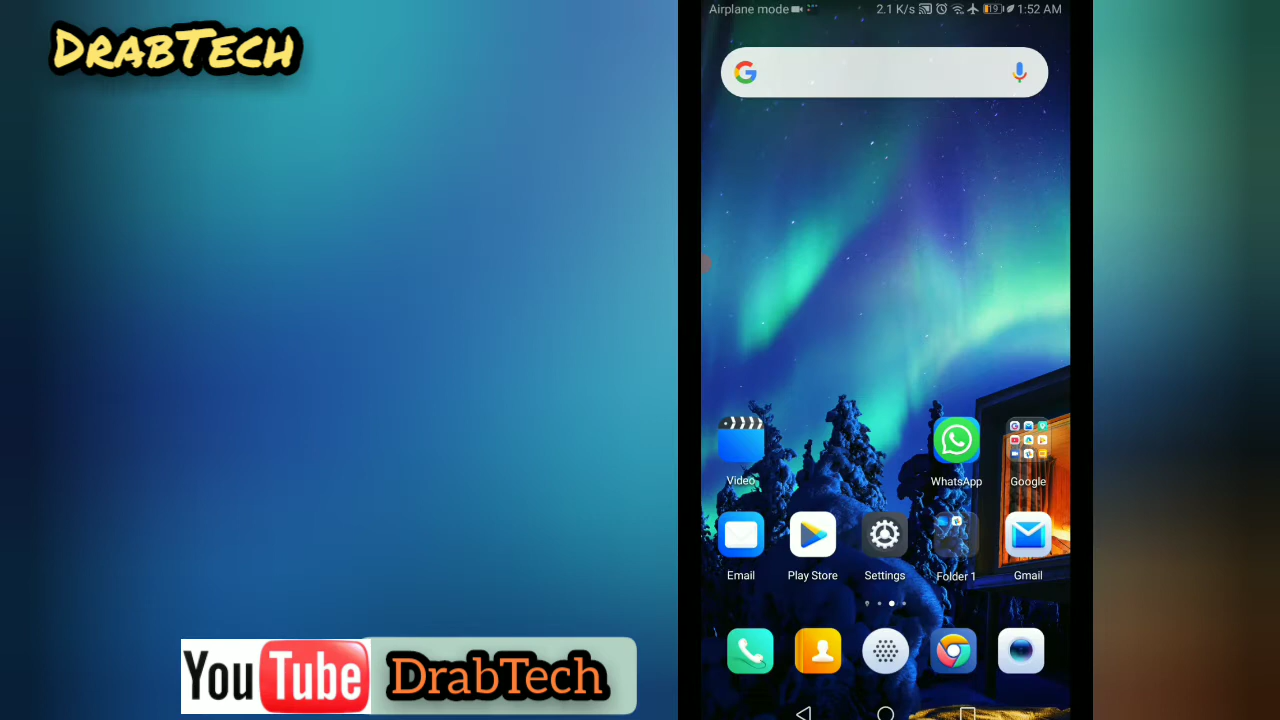 DrabTech
Airplane mode 2.1 K/s 19 1:52 AM
Video WhatsApp Google
Email Play Store Settings Folder 1 Gmail
YouTube DrabTech